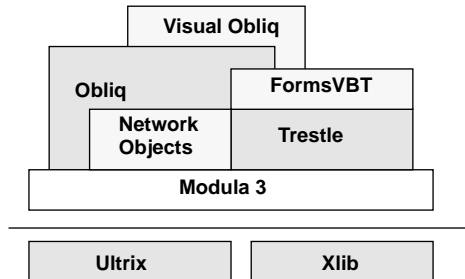 Visual Obliq
Obliq
FormsVBT
Network
Objects
Trestle
Modula 3
Ultrix
Xlib